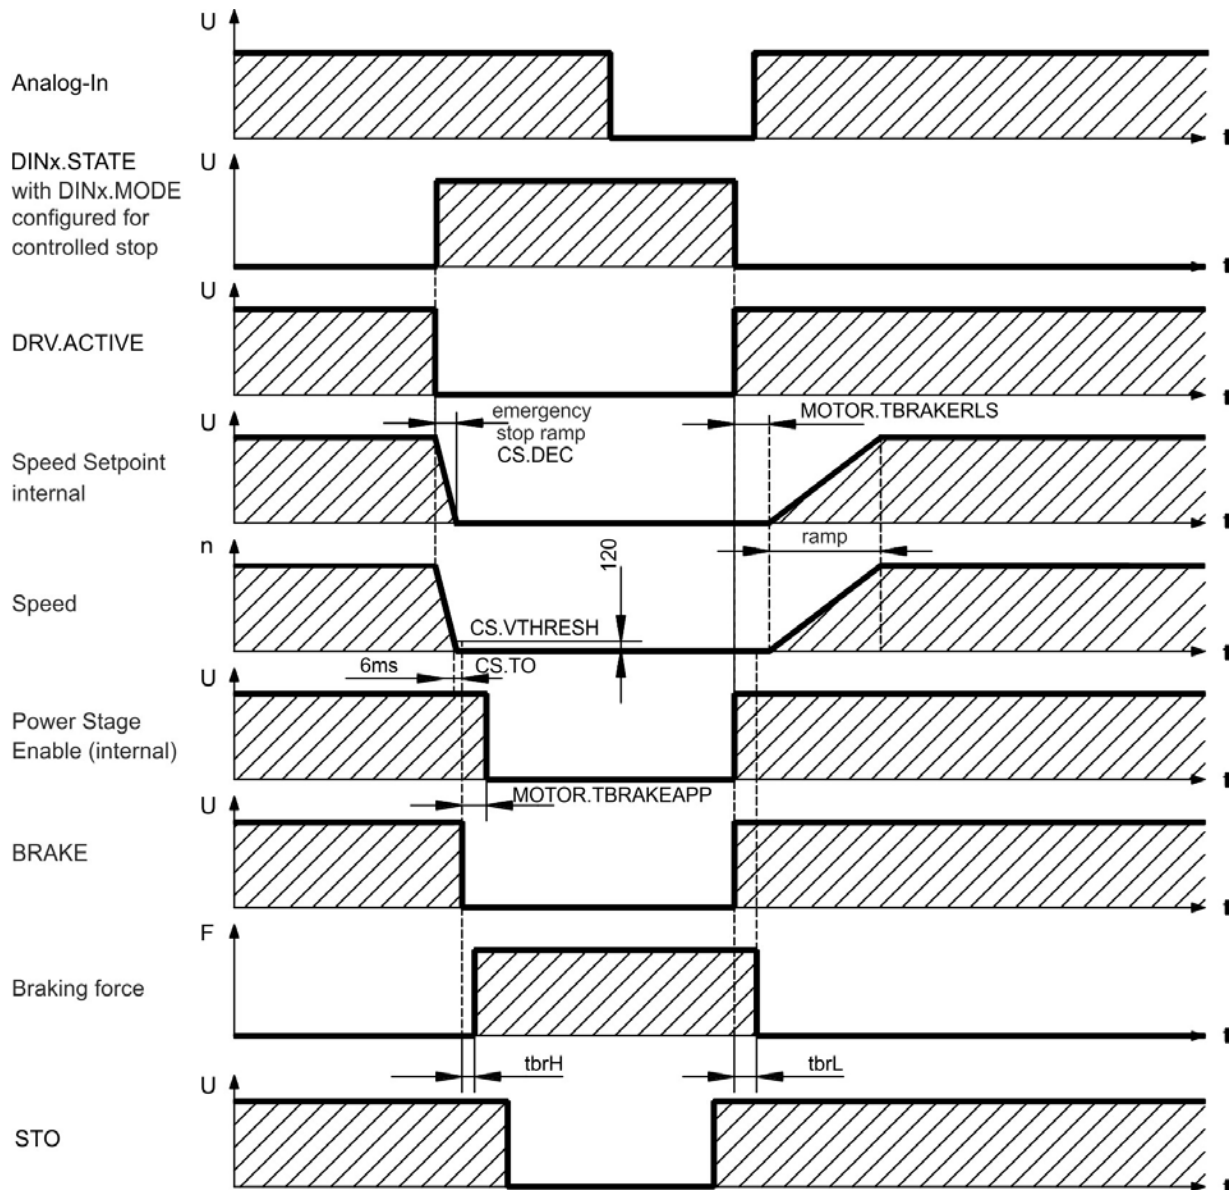 U
Analog-In
t
DINx.STATE
with DINx.MODE
configured for
controlled stop
U
t
U
DRV.ACTIVE
t
U
emergency
stop ramp
CS.DEC
MOTOR.TBRAKERLS
Speed Setpoint
internal
t
n
120
ramp
Speed
CS.VTHRESH
t
6ms
CS.TO
U
Power Stage
Enable (internal)
t
MOTOR.TBRAKEAPP
U
BRAKE
t
F
Braking force
t
tbrH
tbrL
U
STO
t